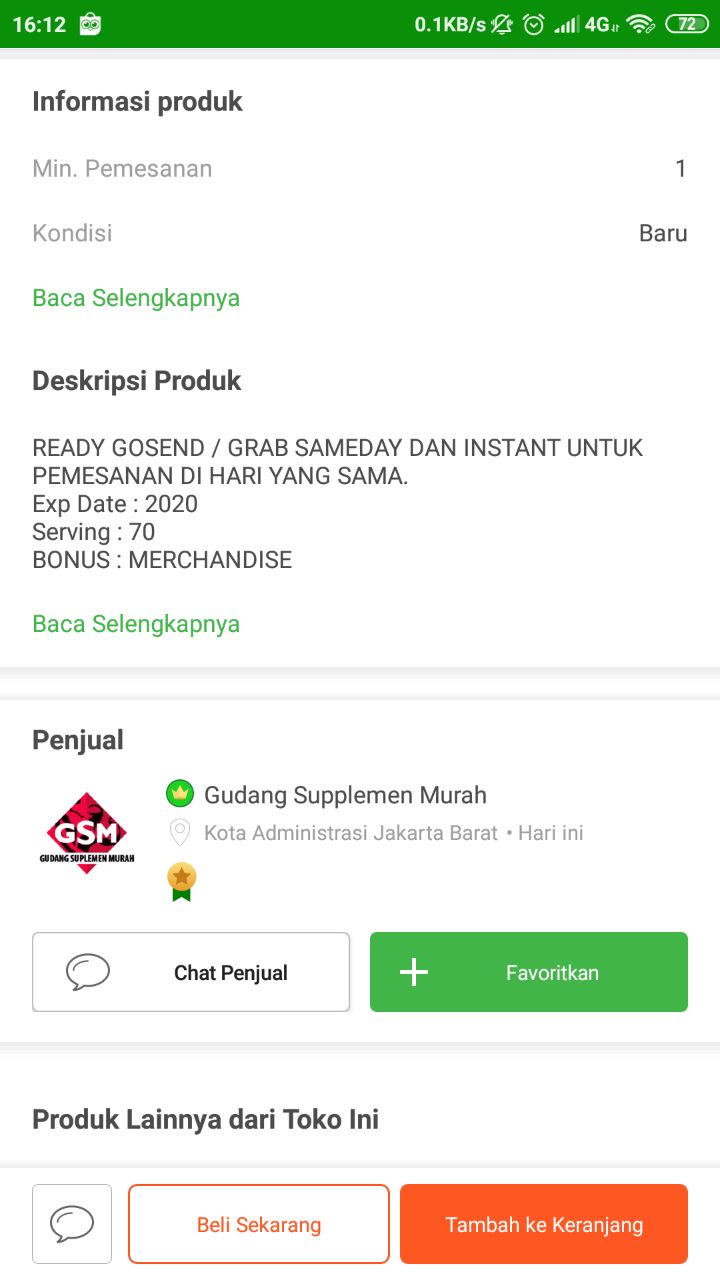 16:12 0.1KB/s 4G 72
Informasi produk
Min. Pemesanan 1
Kondisi Baru
Baca Selengkapnya
Deskripsi Produk
READY GOSEND / GRAB SAMEDAY DAN INSTANT UNTUK
PEMESANAN DI HARI YANG SAMA.
Exp Date : 2020
Serving : 70
BONUS : MERCHANDISE
Baca Selengkapnya
Penjual
GSM
GUDANG SUPLEMEN MURAH
Gudang Supplemen Murah
Kota Administrasi Jakarta Barat • Hari ini
Chat Penjual
Favoritkan
Produk Lainnya dari Toko Ini
Beli Sekarang
Tambah ke Keranjang